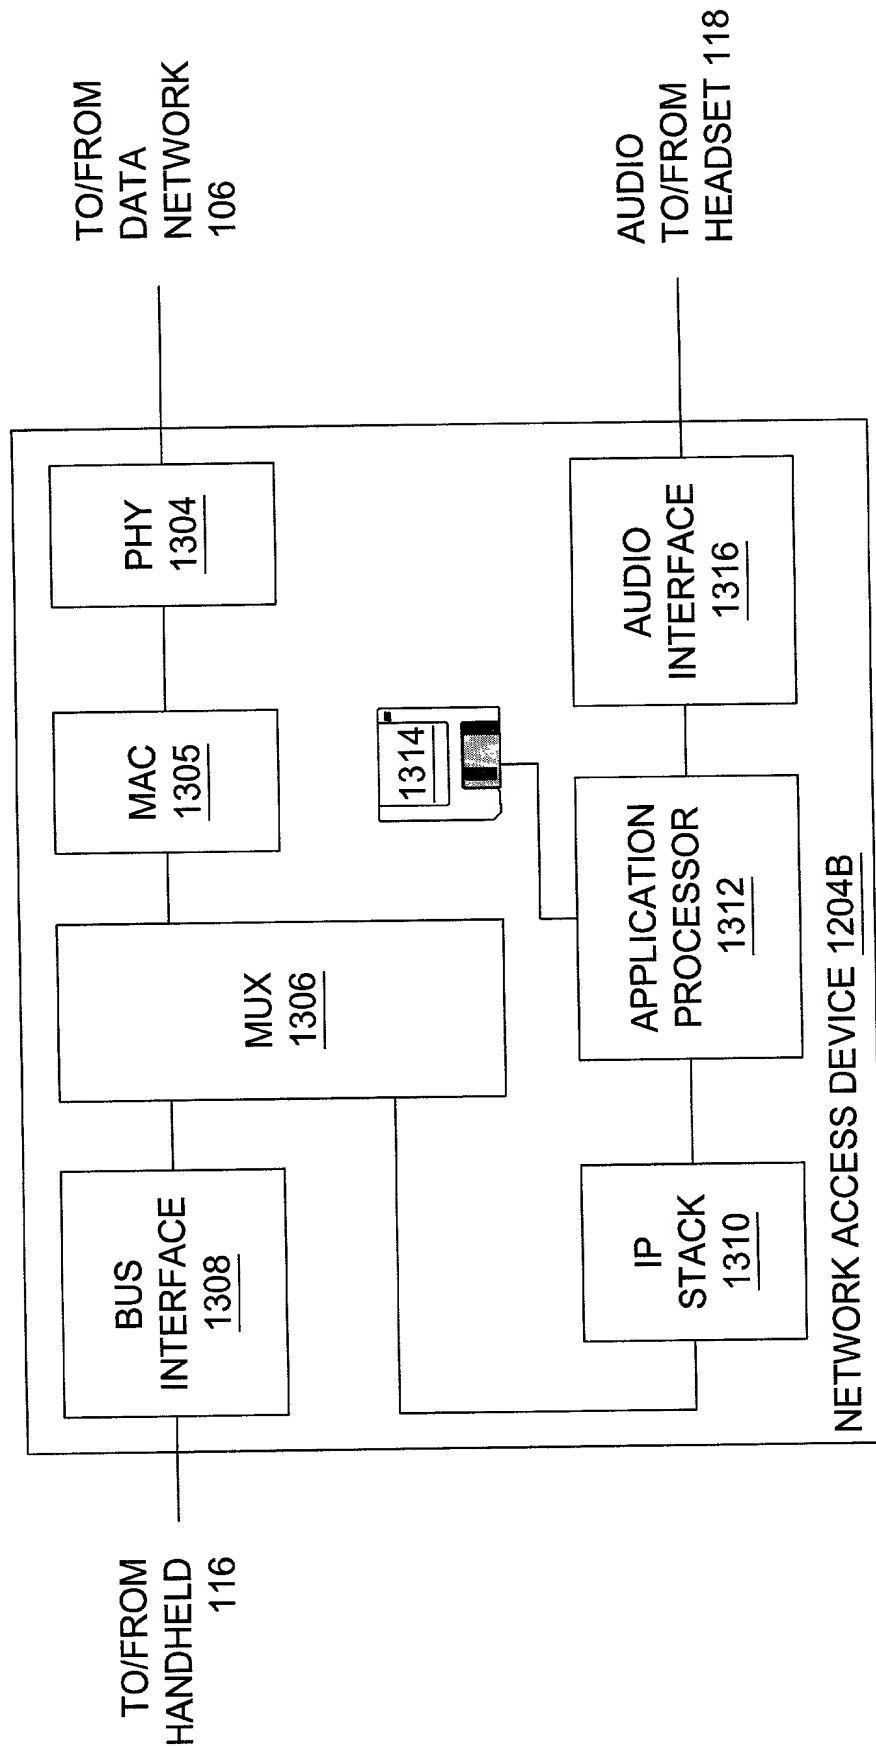 TO/FROM
HANDHELD
116
BUS
INTERFACE
1308
MUX
1306
MAC
1305
PHY
1304
TO/FROM
DATA
NETWORK
106
1314
IP
STACK
1310
APPLICATION
PROCESSOR
1312
AUDIO
INTERFACE
1316
AUDIO
TO/FROM
HEADSET 118
NETWORK ACCESS DEVICE 1204B